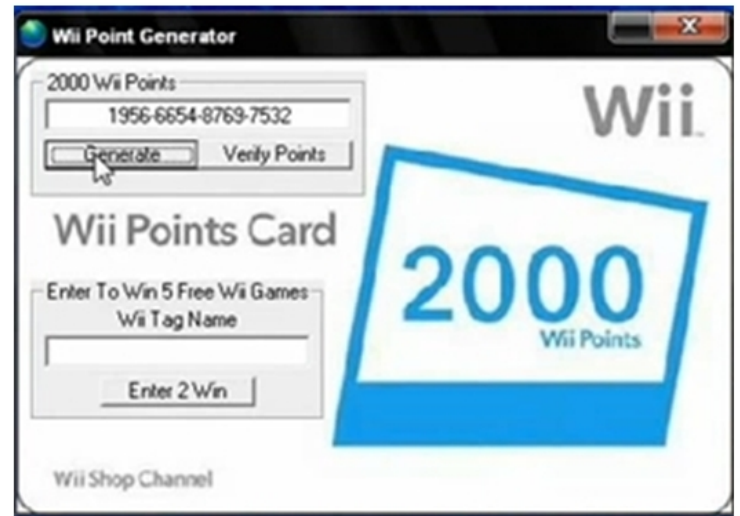 Wii Point Generator
2000 Wii Points
1956-6654-8769-7532
Generate Verify Points
Wii
Wii Points Card
2000
Wii Points
Enter To Win 5 Free Wii Games
Wii Tag Name
Enter 2 Win
Wii Shop Channel